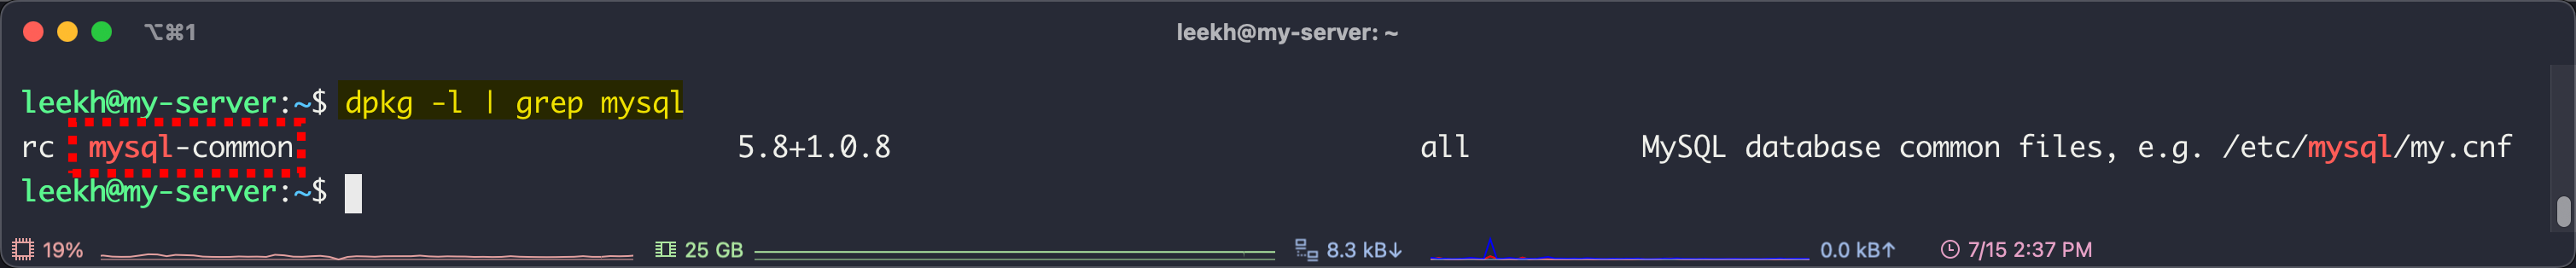 ⌥⌘1
leekh@my-server: ~
leekh@my-server:~$ dpkg -l | grep mysql
rc mysql-common 5.8+1.0.8 all MySQL database common files, e.g. /etc/mysql/my.cnf
leekh@my-server:~$
19% 25 GB 8.3 kB↓ 0.0 kB↑ 7/15 2:37 PM